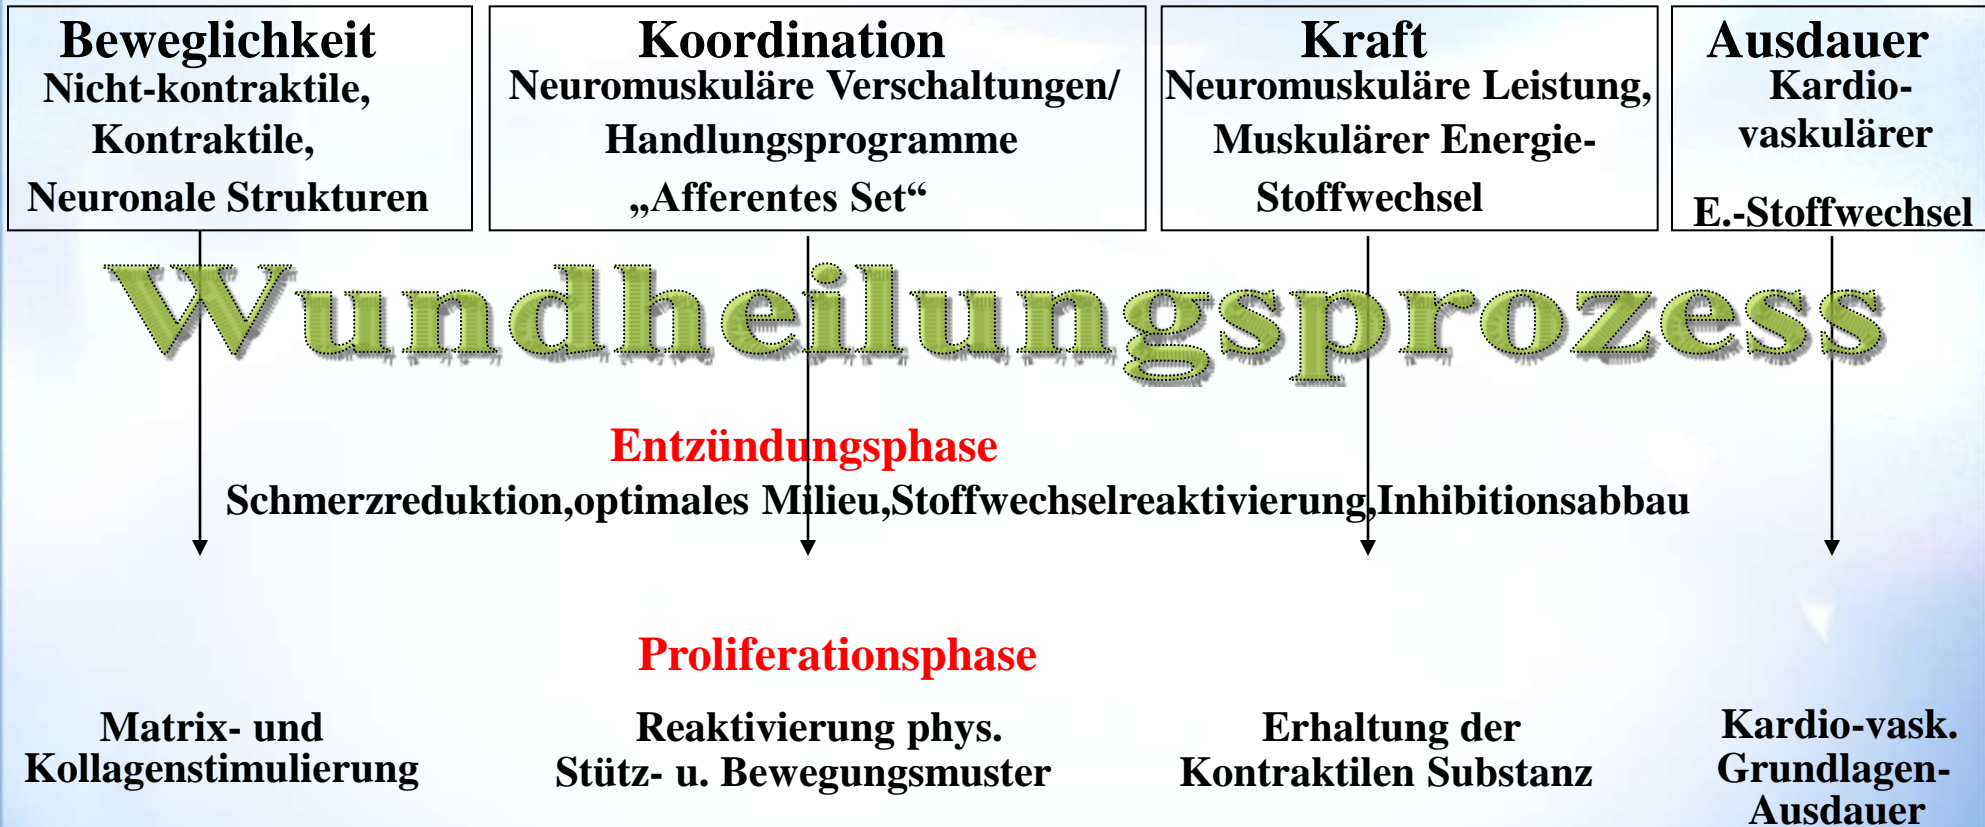 Beweglichkeit
Nicht-kontraktile,
Kontraktile,
Neuronale Strukturen
Koordination
Neuromuskuläre Verschaltungen/
Handlungsprogramme
„Afferentes Set“
Kraft
Neuromuskuläre Leistung,
Muskulärer Energie-
Stoffwechsel
Ausdauer
Kardio-
vaskulärer
E.-Stoffwechsel
Wundheilungsprozess
Entzündungsphase
Schmerzreduktion,optimales Milieu,Stoffwechselreaktivierung,Inhibitionsabbau
Proliferationsphase
Matrix- und
Kollagenstimulierung
Reaktivierung phys.
Stütz- u. Bewegungsmuster
Erhaltung der
Kontraktilen Substanz
Kardio-vask.
Grundlagen-
Ausdauer